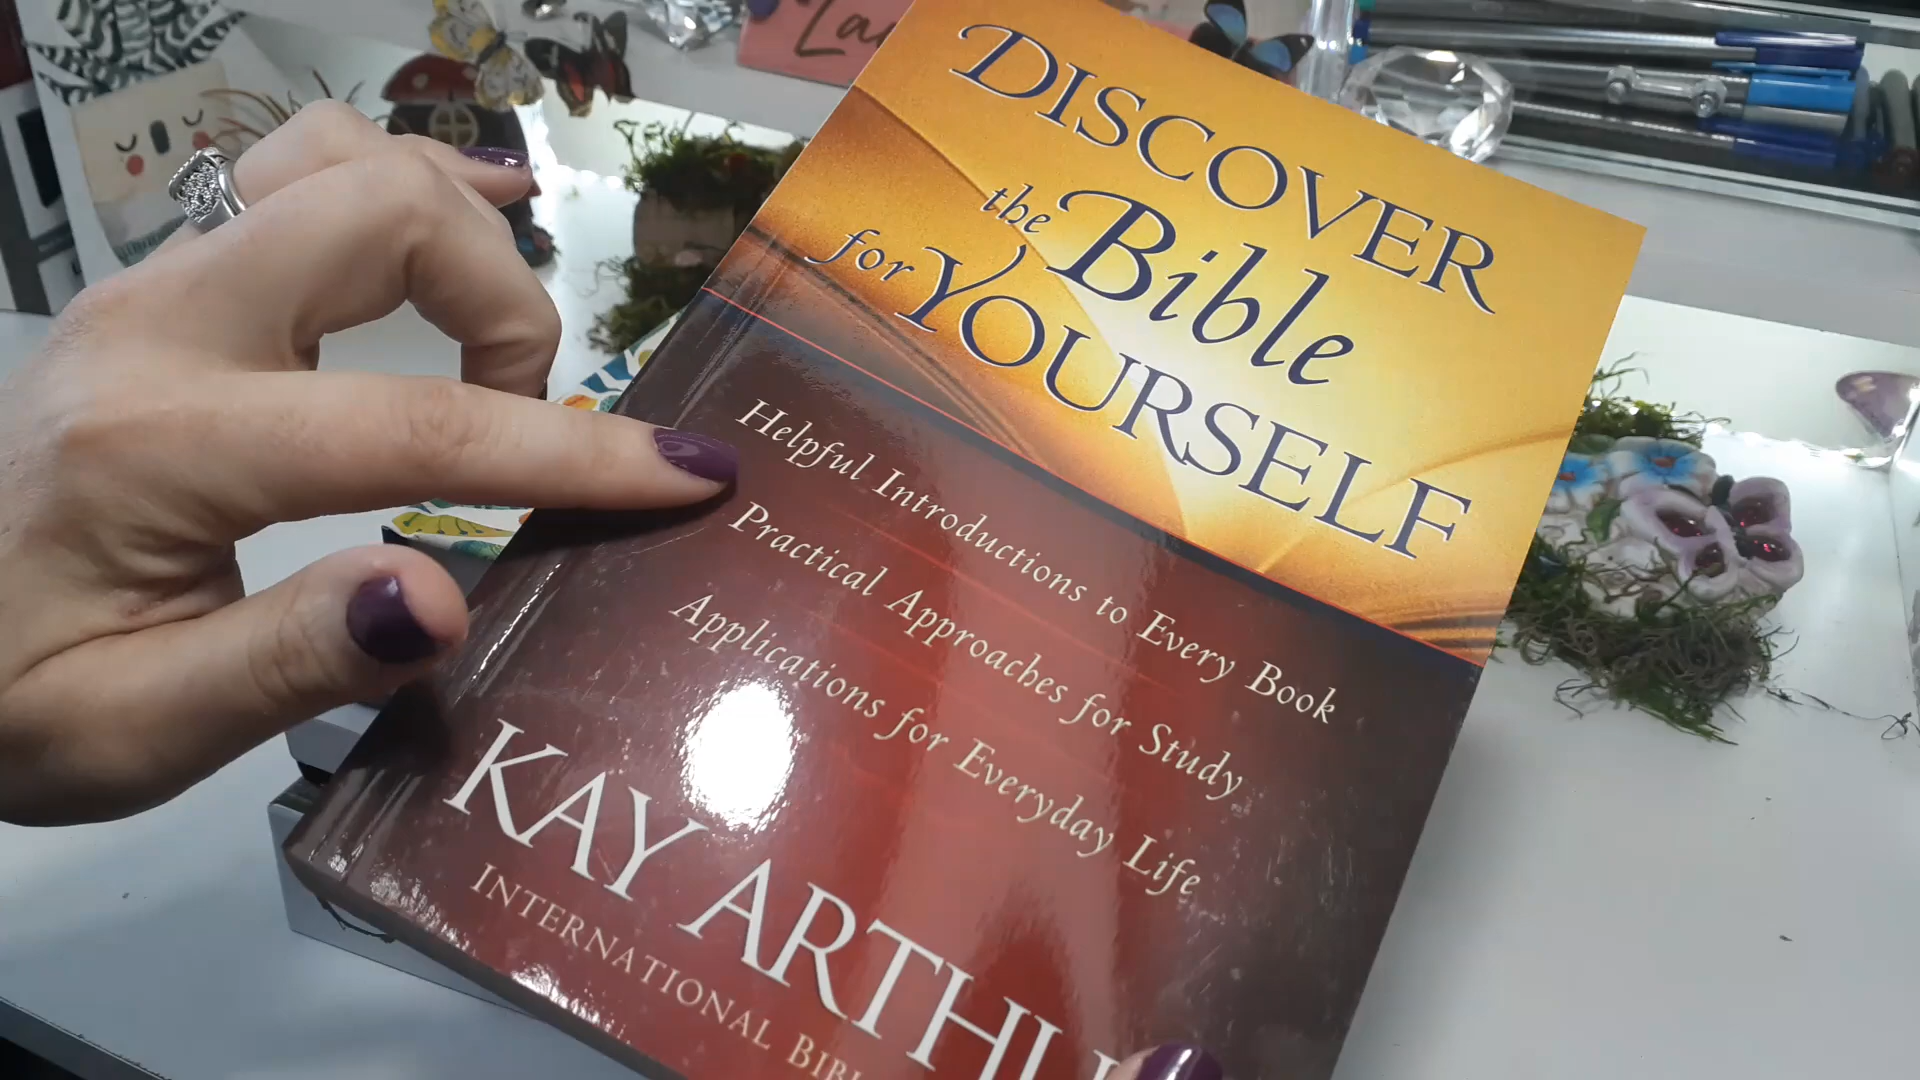 DISCOVER
the Bible
for YOURSELF
Helpful Introductions to Every Book
Practical Approaches for Study
Applications for Everyday Life
KAY ARTHU
INTERNATIONAL BIBL